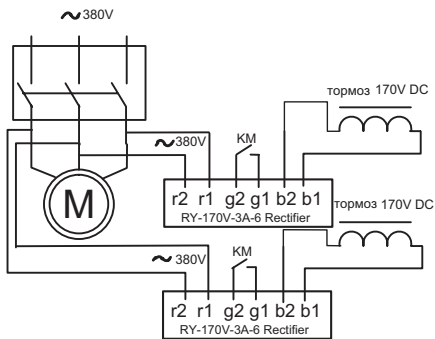 ~380V
тормоз 170V DC
KM
~380V
M
r2 r1 g2 g1 b2 b1
RY-170V-3A-6 Rectifier
тормоз 170V DC
KM
~380V
r2 r1 g2 g1 b2 b1
RY-170V-3A-6 Rectifier